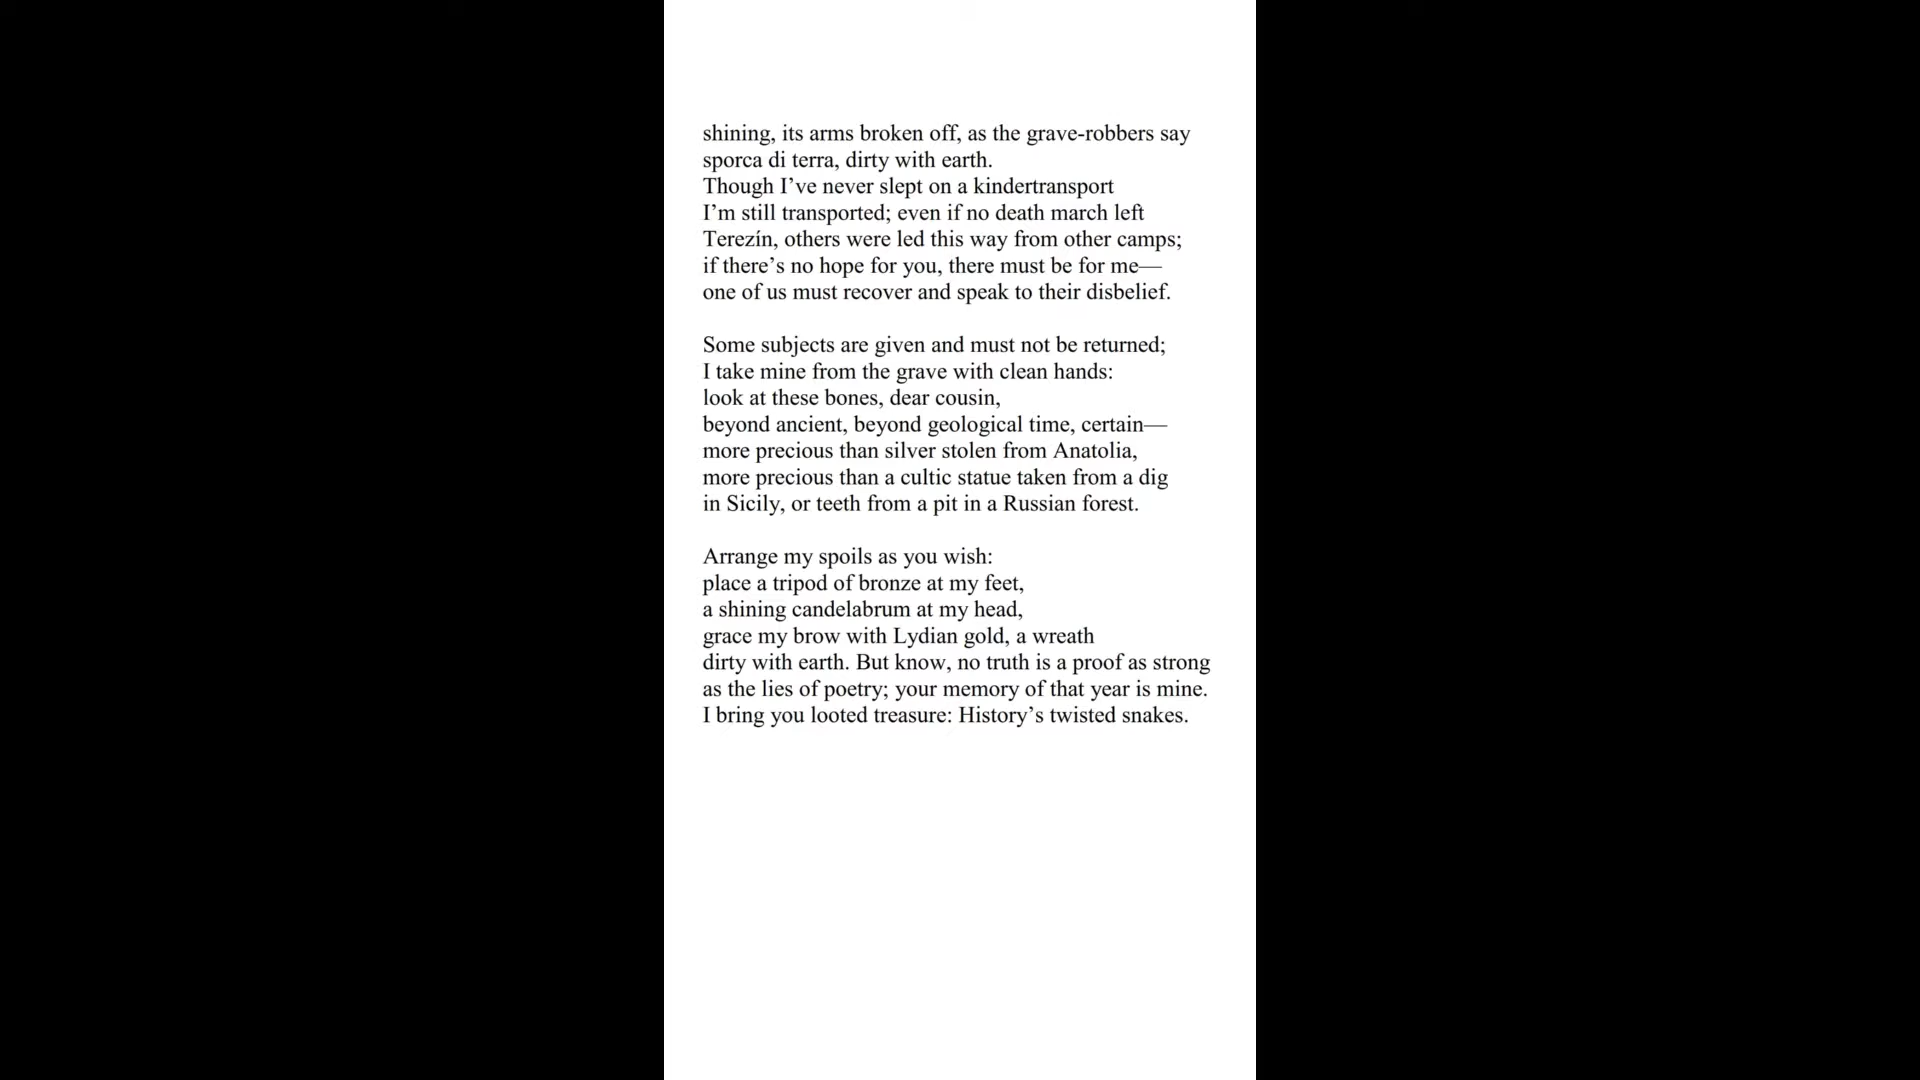 shining, its arms broken off, as the grave-robbers say
sporca di terra, dirty with earth.
Though I’ve never slept on a kindertransport
I’m still transported; even if no death march left
Terezín, others were led this way from other camps;
if there’s no hope for you, there must be for me—
one of us must recover and speak to their disbelief.

Some subjects are given and must not be returned;
I take mine from the grave with clean hands:
look at these bones, dear cousin,
beyond ancient, beyond geological time, certain—
more precious than silver stolen from Anatolia,
more precious than a cultic statue taken from a dig
in Sicily, or teeth from a pit in a Russian forest.

Arrange my spoils as you wish:
place a tripod of bronze at my feet,
a shining candelabrum at my head,
grace my brow with Lydian gold, a wreath
dirty with earth. But know, no truth is a proof as strong
as the lies of poetry; your memory of that year is mine.
I bring you looted treasure: History’s twisted snakes.